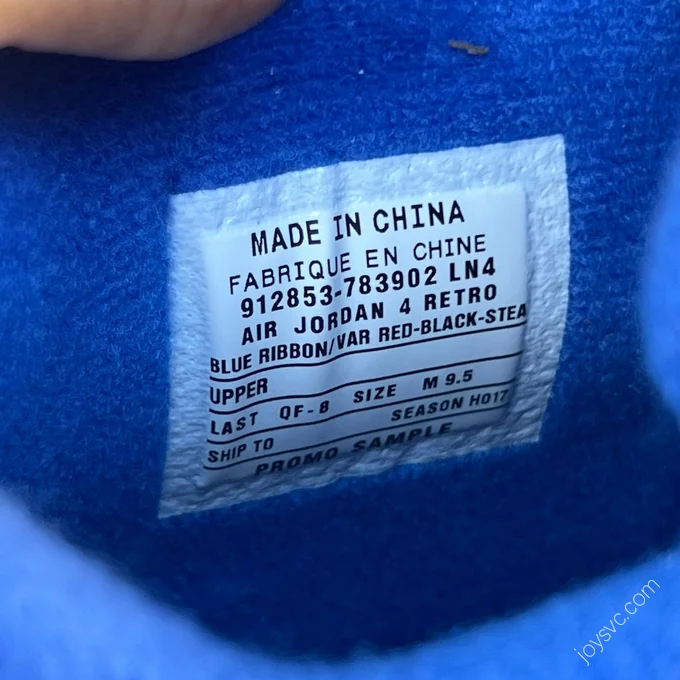 MADE IN CHINA
FABRIQUE EN CHINE
912853-783902 LN4
AIR JORDAN 4 RETRO
BLUE RIBBON/VAR RED-BLACK-STEA
UPPER
LAST QF-8 SIZE M 9.5
SHIP TO SEASON HO17
PROMO SAMPLE
joysvc.com